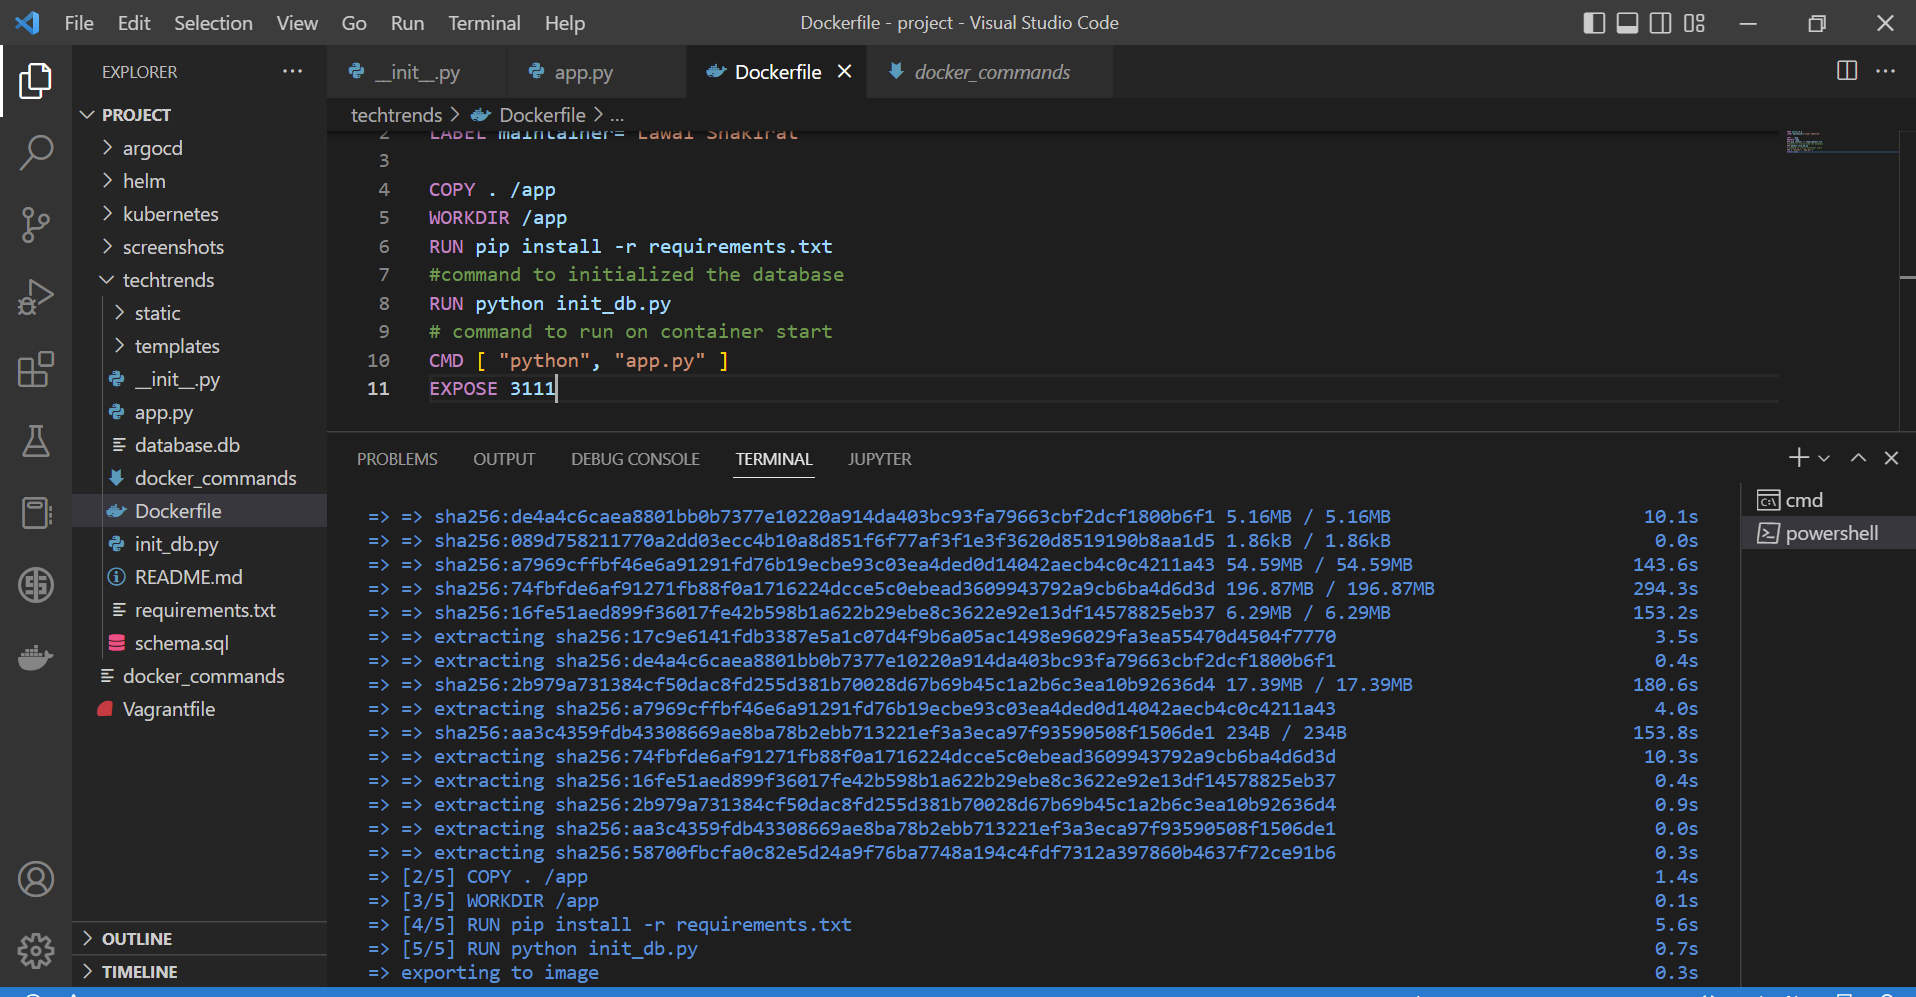 File Edit Selection View Go Run Terminal Help
Dockerfile - project - Visual Studio Code
EXPLORER
PROJECT
argocd
helm
kubernetes
screenshots
techtrends
static
templates
__init__.py
app.py
database.db
docker_commands
Dockerfile
init_db.py
README.md
requirements.txt
schema.sql
docker_commands
Vagrantfile
OUTLINE
TIMELINE
__init__.py app.py Dockerfile docker_commands
techtrends > Dockerfile > ...
2 LABEL maintainer= Lawal Shakirat
3
4 COPY . /app
5 WORKDIR /app
6 RUN pip install -r requirements.txt
7 #command to initialized the database
8 RUN python init_db.py
9 # command to run on container start
10 CMD [ "python", "app.py" ]
11 EXPOSE 3111
PROBLEMS OUTPUT DEBUG CONSOLE TERMINAL JUPYTER
=> => sha256:de4a4c6caea8801bb0b7377e10220a914da403bc93fa79663cbf2dcf1800b6f1 5.16MB / 5.16MB 10.1s
=> => sha256:089d758211770a2dd03ecc4b10a8d851f6f77af3f1e3f3620d8519190b8aa1d5 1.86kB / 1.86kB 0.0s
=> => sha256:a7969cffbf46e6a91291fd76b19ecbe93c03ea4ded0d14042aecb4c0c4211a43 54.59MB / 54.59MB 143.6s
=> => sha256:74fbfde6af91271fb88f0a1716224dcce5c0ebead3609943792a9cb6ba4d6d3d 196.87MB / 196.87MB 294.3s
=> => sha256:16fe51aed899f36017fe42b598b1a622b29ebe8c3622e92e13df14578825eb37 6.29MB / 6.29MB 153.2s
=> => extracting sha256:17c9e6141fdb3387e5a1c07d4f9b6a05ac1498e96029fa3ea55470d4504f7770 3.5s
=> => extracting sha256:de4a4c6caea8801bb0b7377e10220a914da403bc93fa79663cbf2dcf1800b6f1 0.4s
=> => sha256:2b979a731384cf50dac8fd255d381b70028d67b69b45c1a2b6c3ea10b92636d4 17.39MB / 17.39MB 180.6s
=> => extracting sha256:a7969cffbf46e6a91291fd76b19ecbe93c03ea4ded0d14042aecb4c0c4211a43 4.0s
=> => sha256:aa3c4359fdb43308669ae8ba78b2ebb713221ef3a3eca97f93590508f1506de1 234B / 234B 153.8s
=> => extracting sha256:74fbfde6af91271fb88f0a1716224dcce5c0ebead3609943792a9cb6ba4d6d3d 10.3s
=> => extracting sha256:16fe51aed899f36017fe42b598b1a622b29ebe8c3622e92e13df14578825eb37 0.4s
=> => extracting sha256:2b979a731384cf50dac8fd255d381b70028d67b69b45c1a2b6c3ea10b92636d4 0.9s
=> => extracting sha256:aa3c4359fdb43308669ae8ba78b2ebb713221ef3a3eca97f93590508f1506de1 0.0s
=> => extracting sha256:58700fbcfa0c82e5d24a9f76ba7748a194c4fdf7312a397860b4637f72ce91b6 0.3s
=> [2/5] COPY . /app 1.4s
=> [3/5] WORKDIR /app 0.1s
=> [4/5] RUN pip install -r requirements.txt 5.6s
=> [5/5] RUN python init_db.py 0.7s
=> exporting to image 0.3s
cmd
powershell